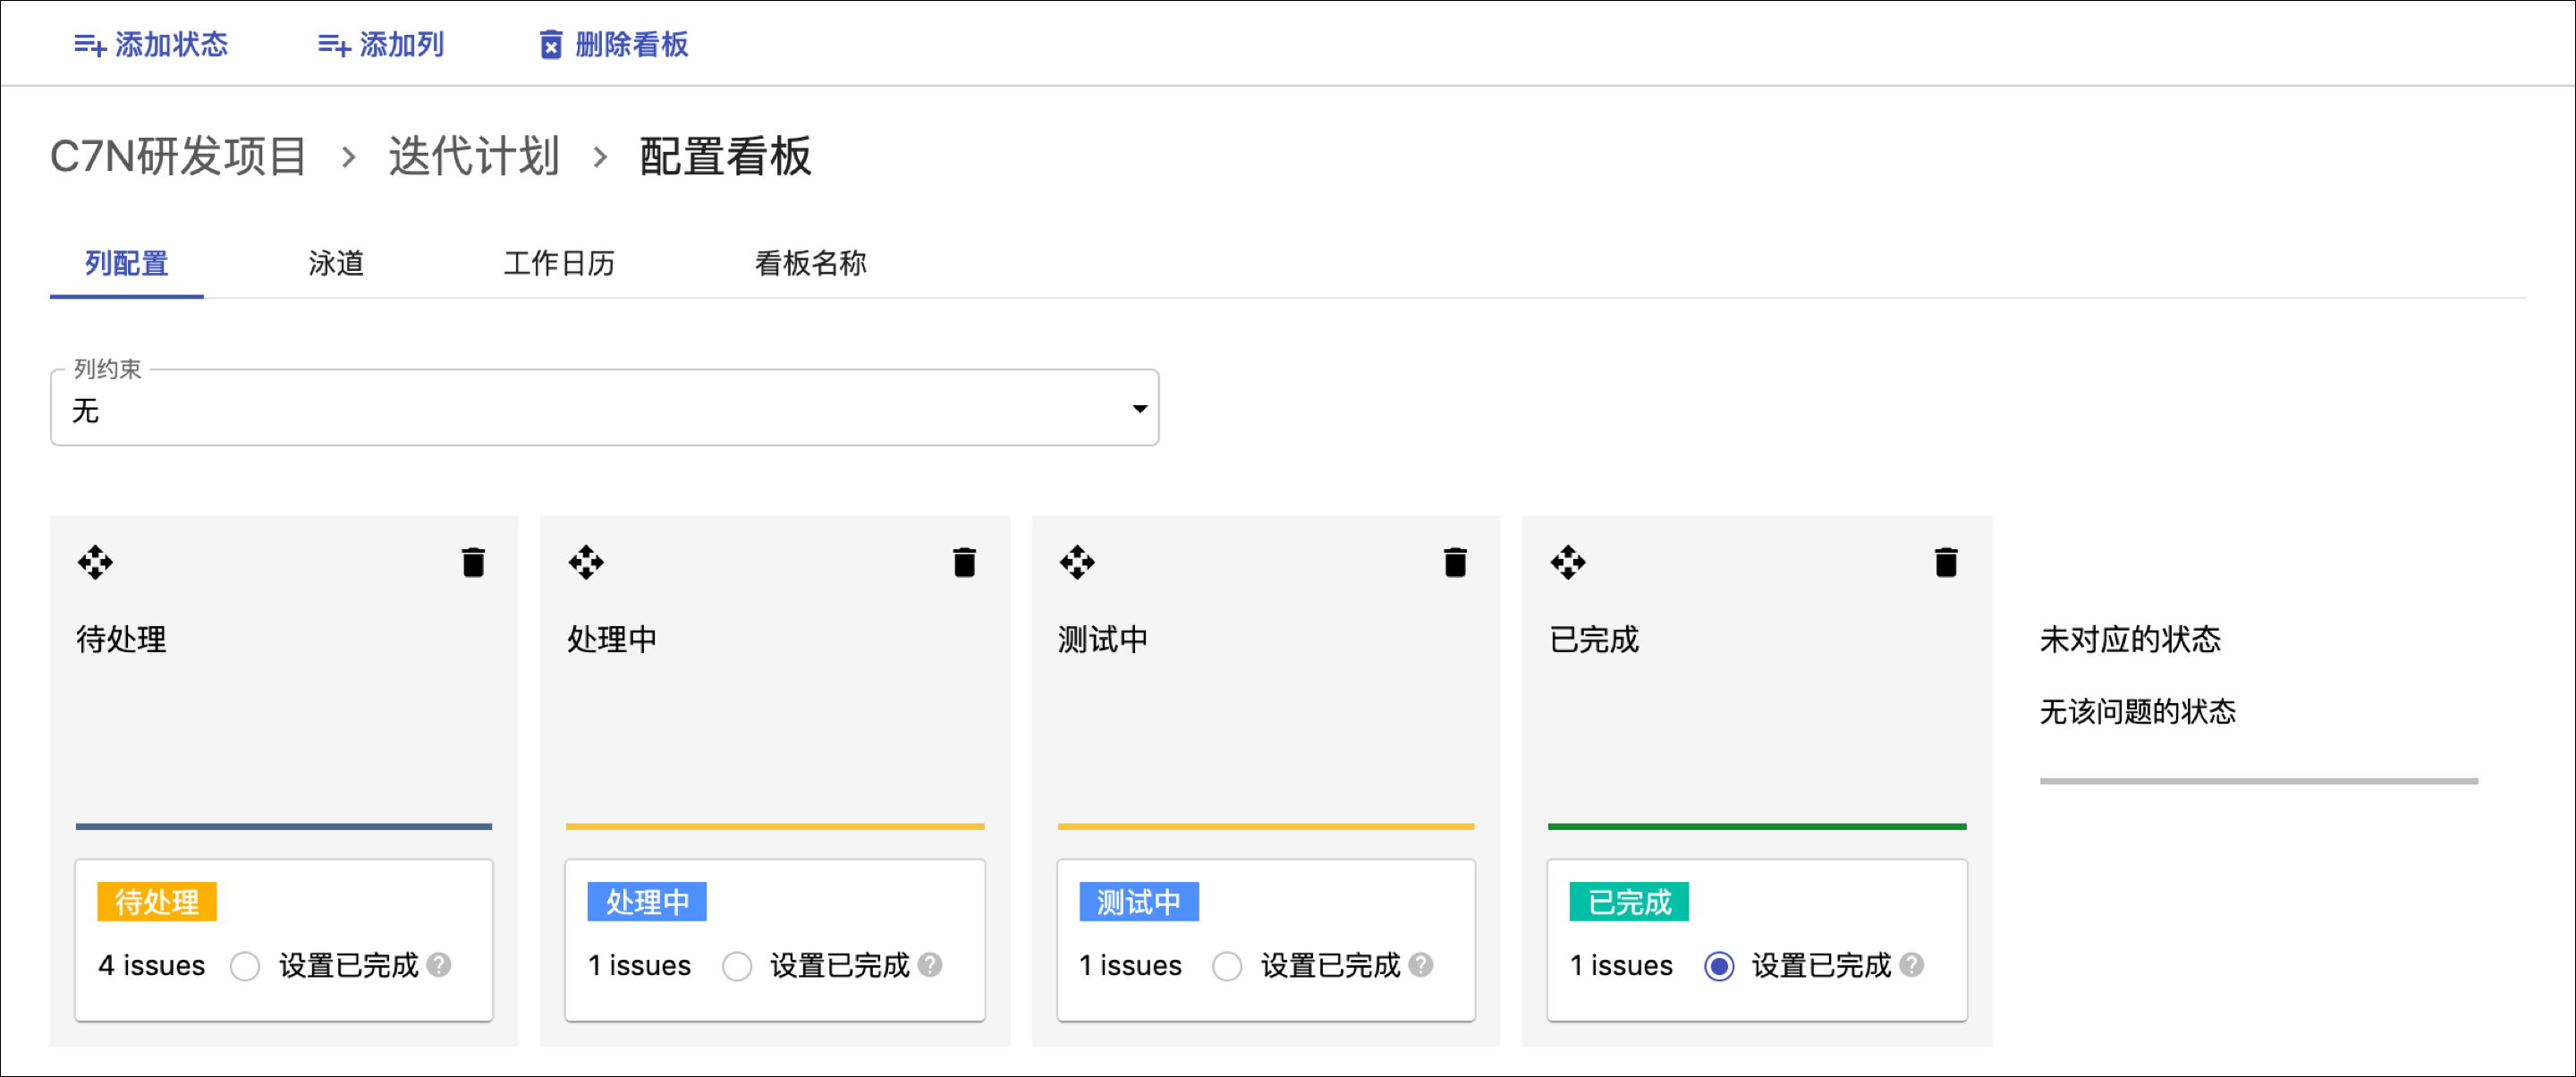 添加状态 添加列 删除看板
C7N研发项目 > 迭代计划 > 配置看板
列配置 泳道 工作日历 看板名称
列约束
无
待处理 处理中 测试中 已完成 未对应的状态
无该问题的状态
待处理 处理中 测试中 已完成
4 issues 设置已完成 ? 1 issues 设置已完成 ? 1 issues 设置已完成 ? 1 issues 设置已完成 ?